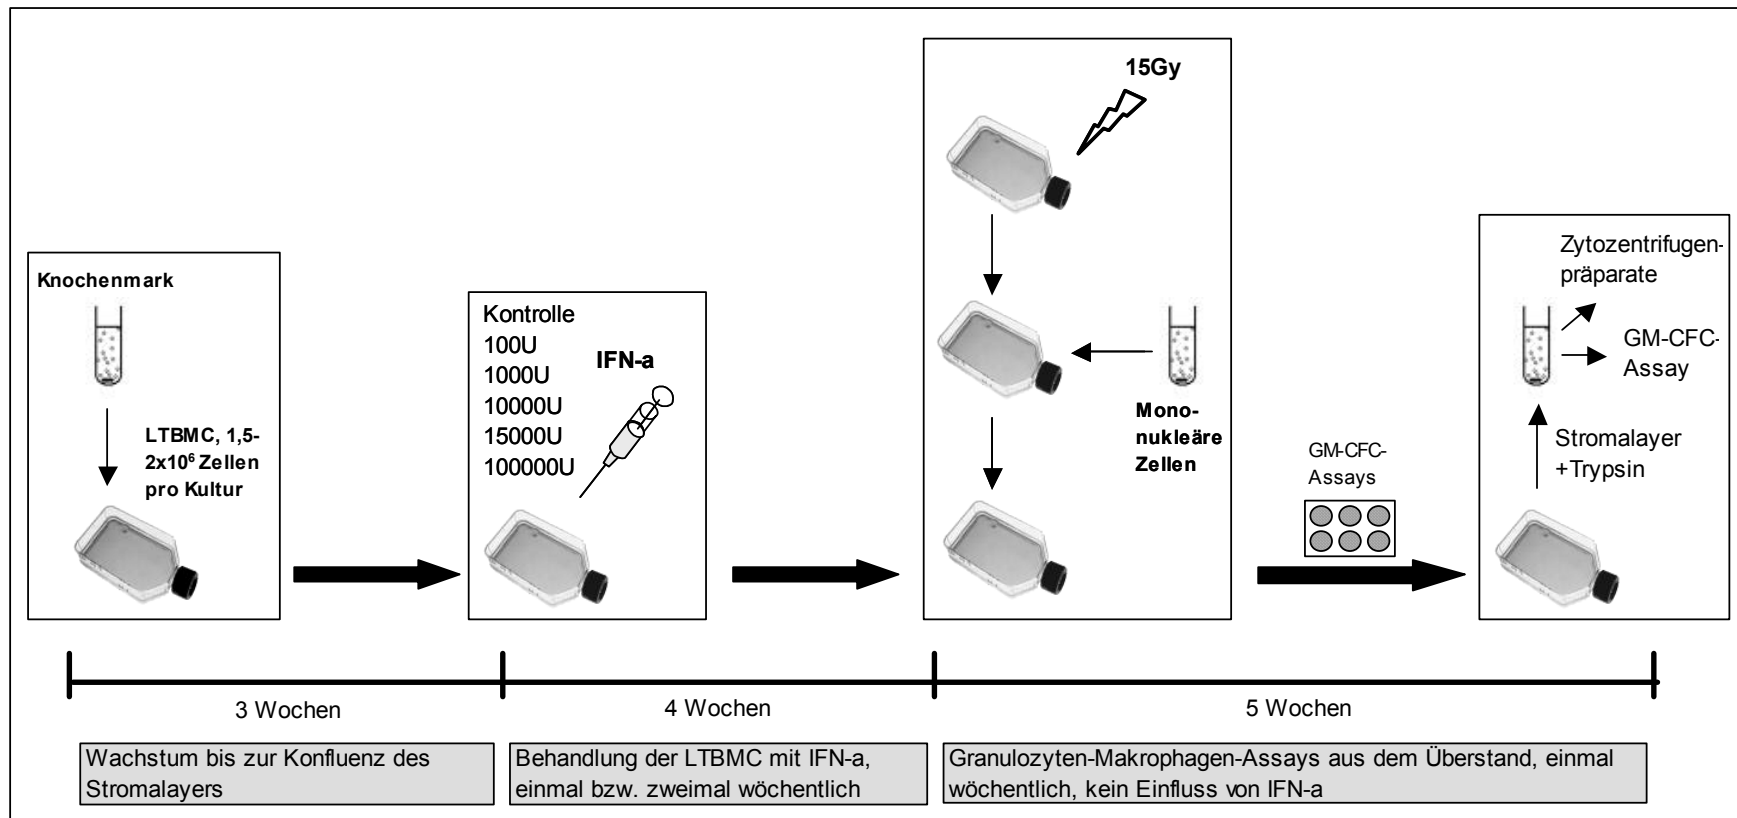 Knochenmark
LTBMC, 1,5-
2x10⁶ Zellen
pro Kultur
Kontrolle
100U
1000U
10000U
15000U
100000U
IFN-a
15Gy
Mono-
nukleäre
Zellen
GM-CFC-
Assays
Zytozentrifugen-
präparate
GM-CFC-
Assay
Stromalayer
+Trypsin
3 Wochen
4 Wochen
5 Wochen
Wachstum bis zur Konfluenz des
Stromalayers
Behandlung der LTBMC mit IFN-a,
einmal bzw. zweimal wöchentlich
Granulozyten-Makrophagen-Assays aus dem Überstand, einmal
wöchentlich, kein Einfluss von IFN-a